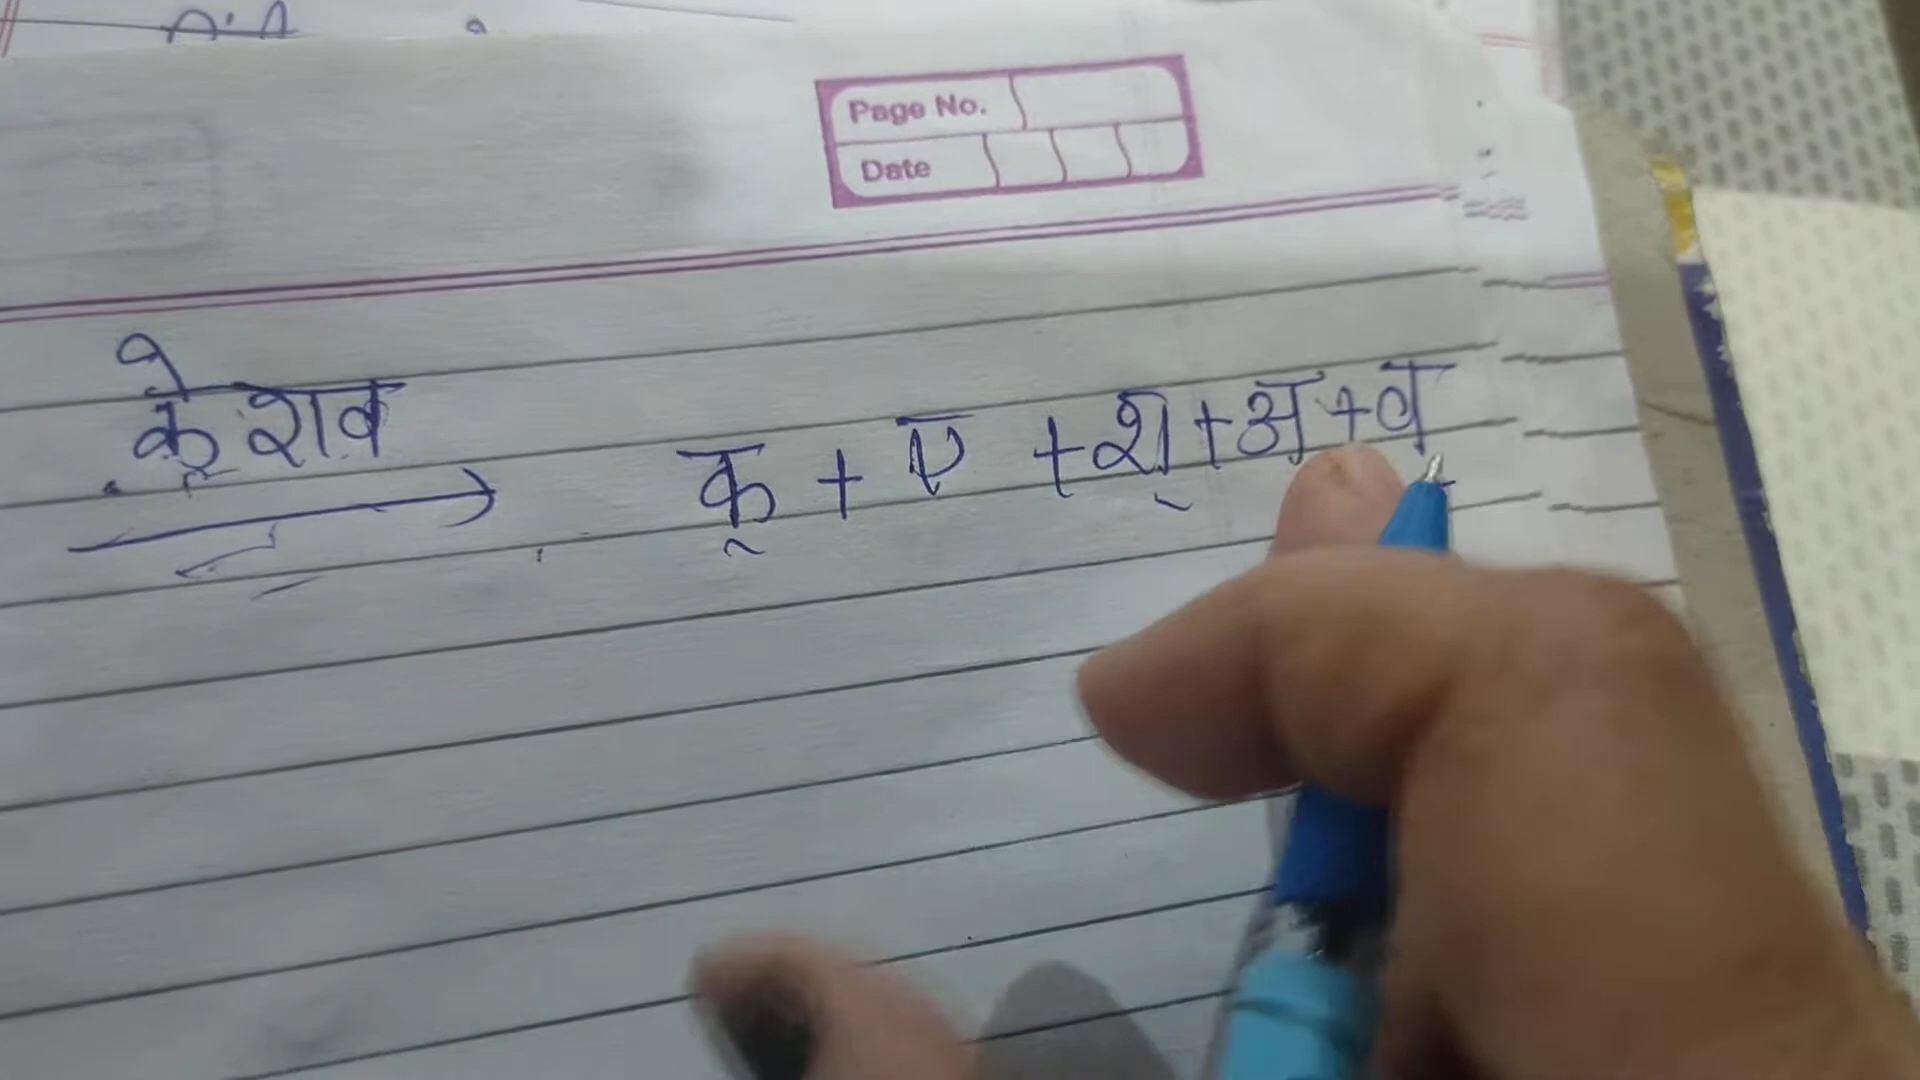 Page No.
Date
केशव क् + ए + श् + अ + व